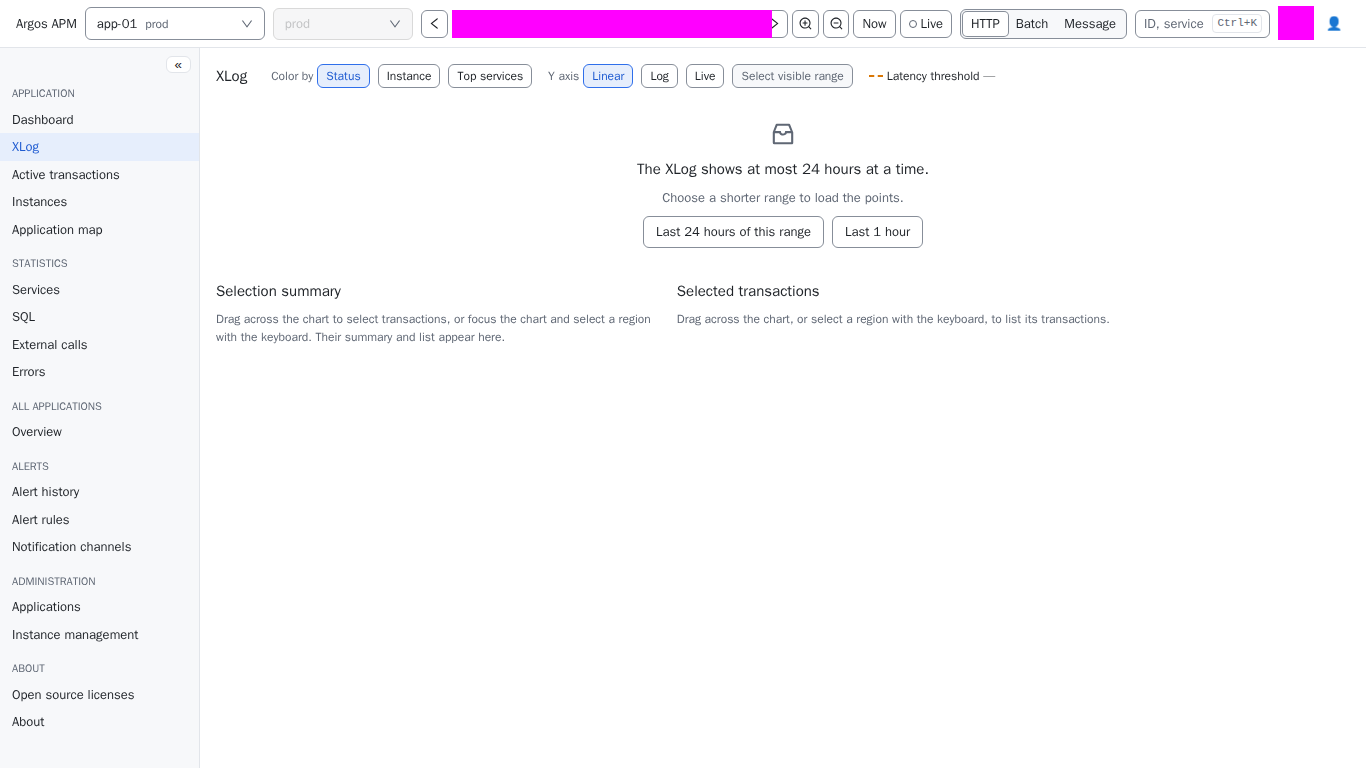 Argos APM
app-01 prod
prod
Now
Live
HTTP
Batch
Message
ID, service
Ctrl+K
«
XLog
Color by
Status
Instance
Top services
Y axis
Linear
Log
Live
Select visible range
Latency threshold —
APPLICATION
Dashboard
XLog
Active transactions
Instances
Application map
STATISTICS
Services
SQL
External calls
Errors
ALL APPLICATIONS
Overview
ALERTS
Alert history
Alert rules
Notification channels
ADMINISTRATION
Applications
Instance management
ABOUT
Open source licenses
About
The XLog shows at most 24 hours at a time.
Choose a shorter range to load the points.
Last 24 hours of this range
Last 1 hour
Selection summary
Drag across the chart to select transactions, or focus the chart and select a region
with the keyboard. Their summary and list appear here.
Selected transactions
Drag across the chart, or select a region with the keyboard, to list its transactions.